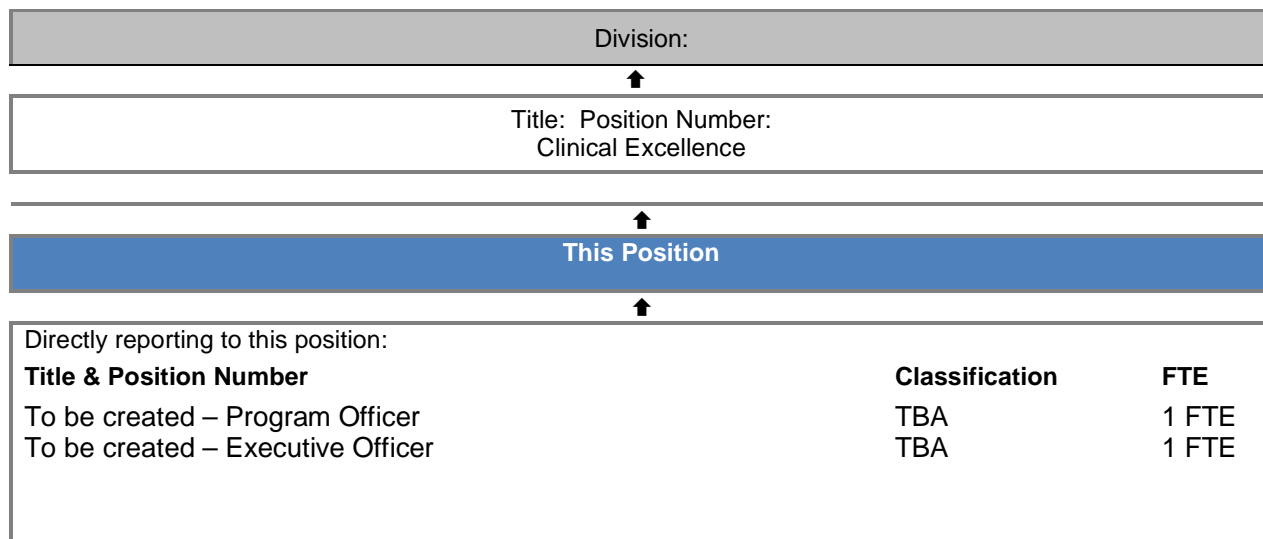 Division:
Title: Position Number:
Clinical Excellence
This Position
Directly reporting to this position:
Title & Position Number Classification FTE
To be created – Program Officer TBA 1 FTE
To be created – Executive Officer TBA 1 FTE